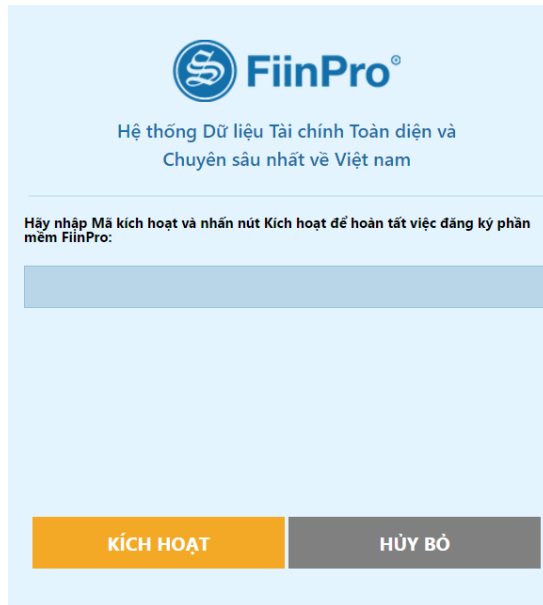 FiinPro®
Hệ thống Dữ liệu Tài chính Toàn diện và
Chuyên sâu nhất về Việt nam
Hãy nhập Mã kích hoạt và nhấn nút Kích hoạt để hoàn tất việc đăng ký phần
mềm FiinPro:
KÍCH HOẠT
HỦY BỎ